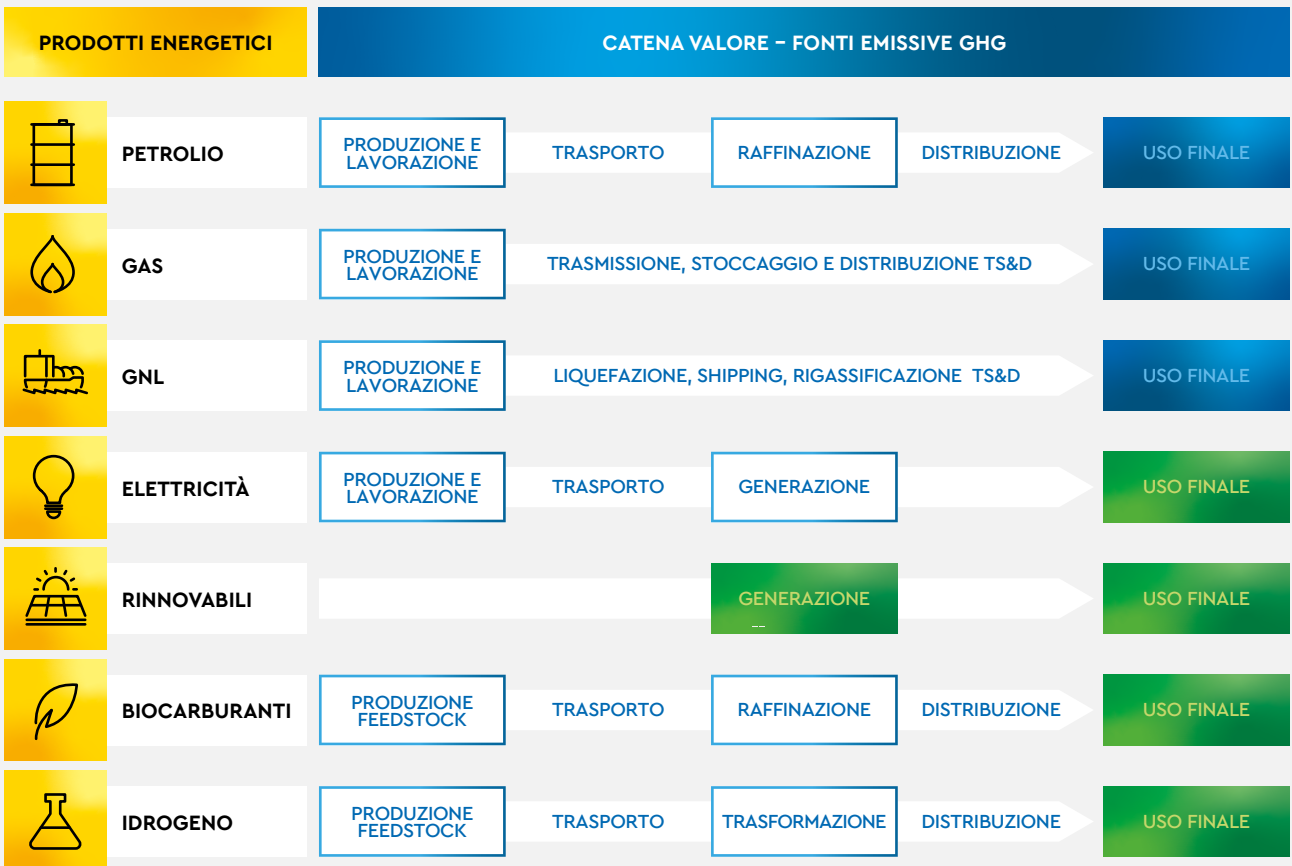 PRODOTTI ENERGETICI
CATENA VALORE – FONTI EMISSIVE GHG
PETROLIO
PRODUZIONE E
LAVORAZIONE
TRASPORTO
RAFFINAZIONE
DISTRIBUZIONE
USO FINALE
GAS
PRODUZIONE E
LAVORAZIONE
TRASMISSIONE, STOCCAGGIO E DISTRIBUZIONE TS&D
USO FINALE
GNL
PRODUZIONE E
LAVORAZIONE
LIQUEFAZIONE, SHIPPING, RIGASSIFICAZIONE TS&D
USO FINALE
ELETTRICITÀ
PRODUZIONE E
LAVORAZIONE
TRASPORTO
GENERAZIONE
USO FINALE
RINNOVABILI
GENERAZIONE
__
USO FINALE
BIOCARBURANTI
PRODUZIONE
FEEDSTOCK
TRASPORTO
RAFFINAZIONE
DISTRIBUZIONE
USO FINALE
IDROGENO
PRODUZIONE
FEEDSTOCK
TRASPORTO
TRASFORMAZIONE
DISTRIBUZIONE
USO FINALE